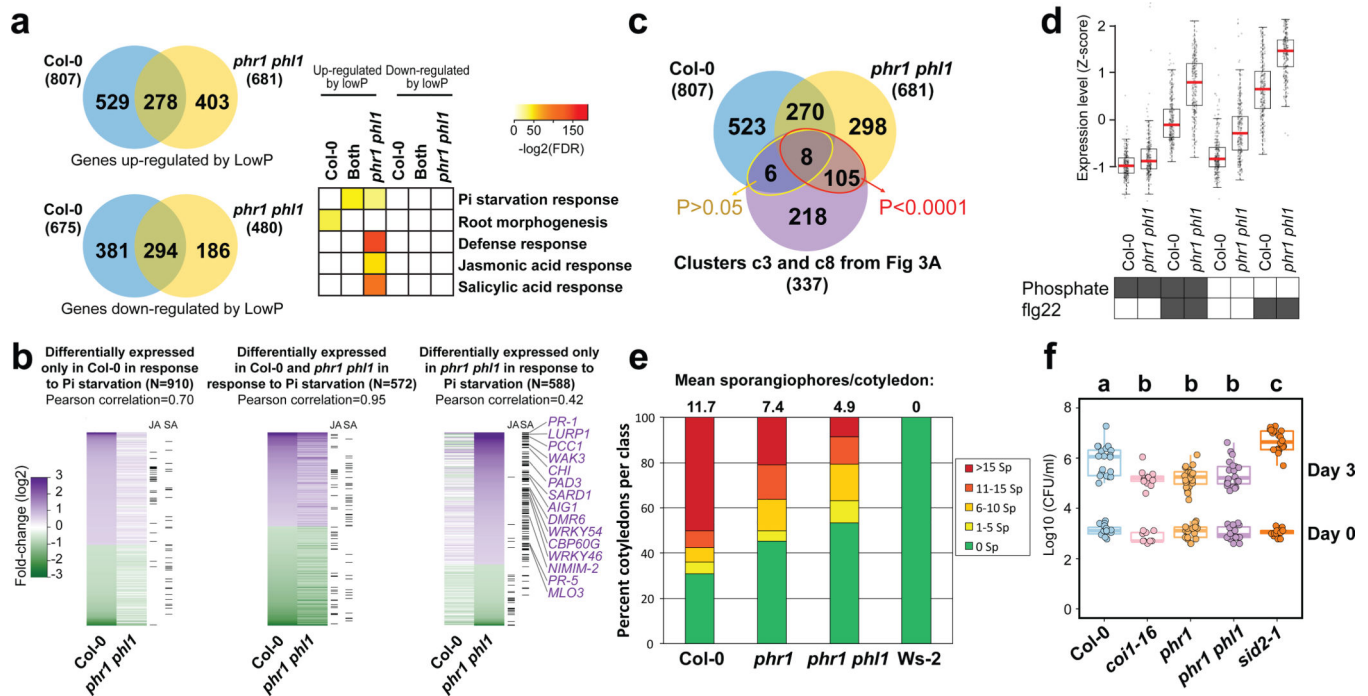 a
Col-0
(807)
phr1 phl1
(681)
529 278 403
Genes up-regulated by LowP
Col-0
(675)
phr1 phl1
(480)
381 294 186
Genes down-regulated by LowP
Up-regulated
by lowP
Down-regulated
by lowP
Col-0
Both
phr1 phl1
Col-0
Both
phr1 phl1
0 50 150
-log2(FDR)
Pi starvation response
Root morphogenesis
Defense response
Jasmonic acid response
Salicylic acid response
b
Differentially expressed
only in Col-0 in response
to Pi starvation (N=910)
Pearson correlation=0.70
Differentially expressed
in Col-0 and phr1 phl1 in
response to Pi starvation (N=572)
Pearson correlation=0.95
Differentially expressed only
in phr1 phl1 in response to
Pi starvation (N=588)
Pearson correlation=0.42
Fold-change (log2)
3
2
1
0
-1
-2
-3
JA SA
JA SA
JA SA
PR-1
LURP1
PCC1
WAK3
CHI
PAD3
SARD1
AIG1
DMR6
WRKY54
CBP60G
WRKY46
NIMIM-2
PR-5
MLO3
Col-0
phr1 phl1
Col-0
phr1 phl1
Col-0
phr1 phl1
c
Col-0
(807)
phr1 phl1
(681)
270
523 298
8
6 105
P>0.05
P<0.0001
218
Clusters c3 and c8 from Fig 3A
(337)
d
Expression level (Z-score)
2
1
0
-1
Col-0
phr1 phl1
Col-0
phr1 phl1
Col-0
phr1 phl1
Phosphate
flg22
e
Mean sporangiophores/cotyledon:
11.7 7.4 4.9 0
Percent cotyledons per class
100
80
60
40
20
0
>15 Sp
11-15 Sp
6-10 Sp
1-5 Sp
0 Sp
Col-0 phr1 phr1 phl1 Ws-2
f
a b b b c
Log10 (CFU/ml)
8
6
4
2
0
Day 3
Day 0
Col-0
coi1-16
phr1
phr1 phl1
sid2-1